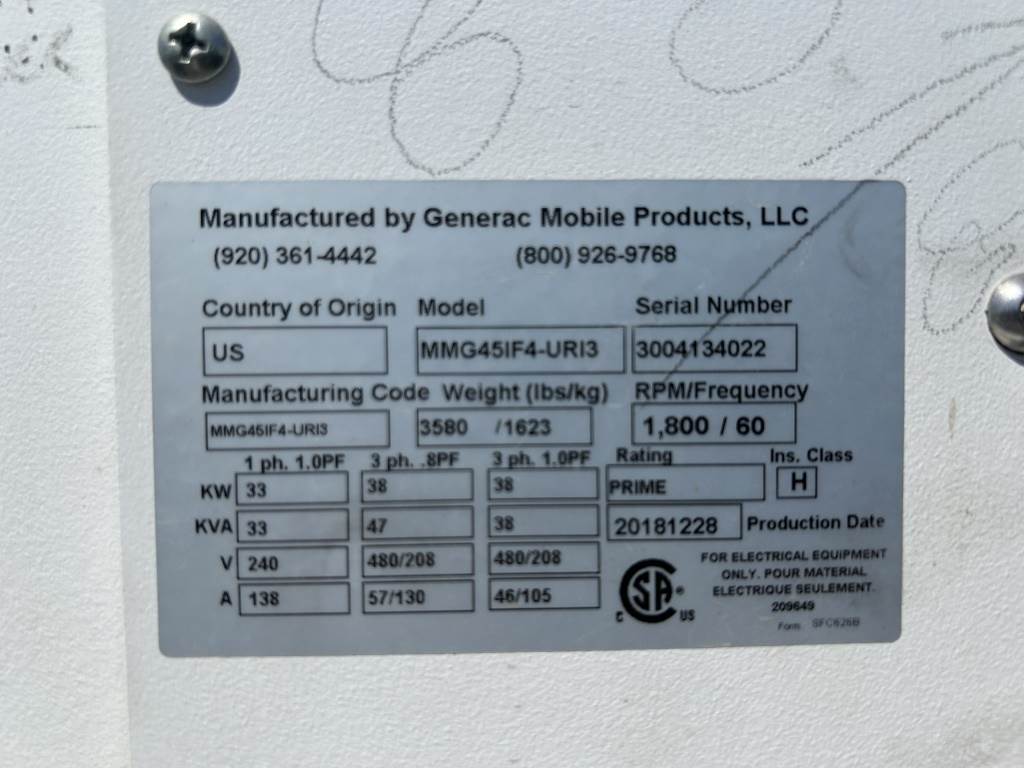 Manufactured by Generac Mobile Products, LLC
(920) 361-4442 (800) 926-9768
Country of Origin Model Serial Number
US MMG45IF4-URI3 3004134022
Manufacturing Code Weight (lbs/kg) RPM/Frequency
MMG45IF4-URI3 3580 /1623 1,800 / 60
1 ph. 1.0PF 3 ph. .8PF 3 ph. 1.0PF Rating Ins. Class
KW 33 38 38 PRIME H
KVA 33 47 38 20181228 Production Date
V 240 480/208 480/208
A 138 57/130 46/105
C SA ® US
FOR ELECTRICAL EQUIPMENT
ONLY. POUR MATERIAL
ELECTRIQUE SEULEMENT.
209649
Form SFC626B